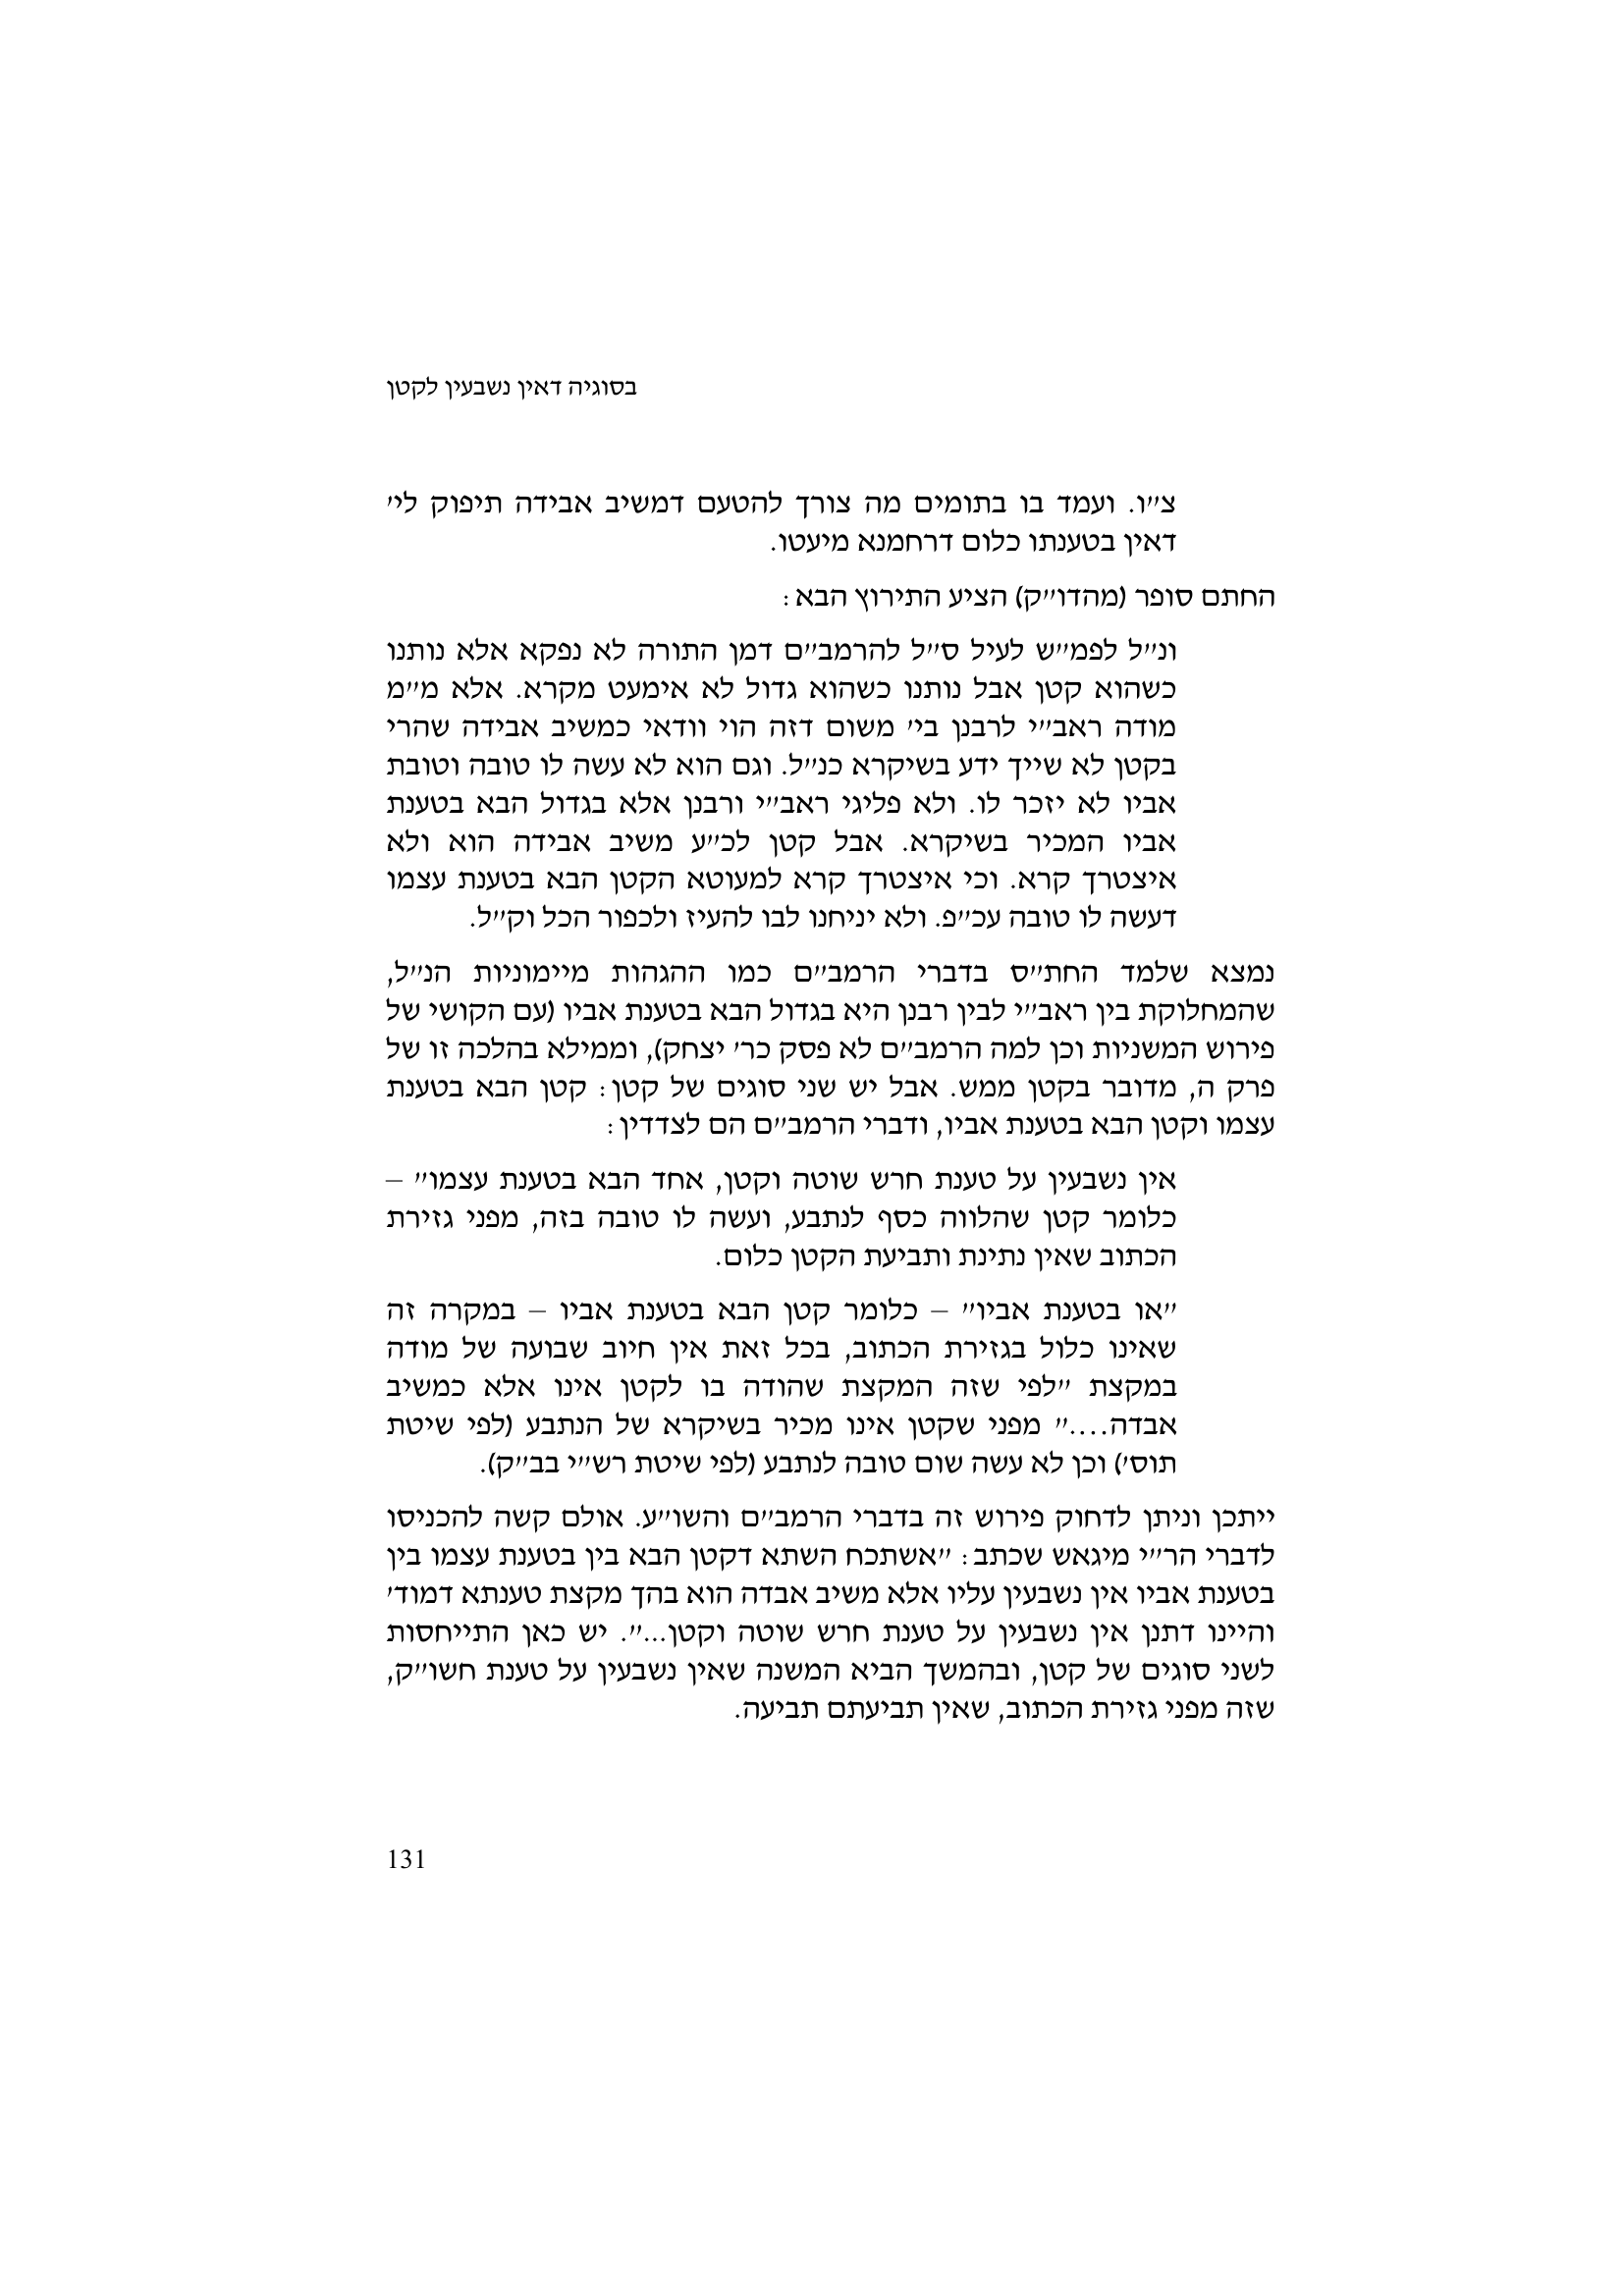 בסוגיה דאין נשבעין לקטן
צ״ו. ועמד בו בתומים מה צורך להטעם דמשיב אבידה תיפוק לי׳
דאין בטענתו כלום דרחמנא מיעטו.
החתם סופר (מהדו״ק) הציע התירוץ הבא:
ונ״ל לפמ״ש לעיל ס״ל להרמב״ם דמן התורה לא נפקא אלא נותנו
כשהוא קטן אבל נותנו כשהוא גדול לא אימעט מקרא. אלא מ״מ
מודה ראב״י לרבנן בי׳ משום דזה הוי וודאי כמשיב אבידה שהרי
בקטן לא שייך ידע בשיקרא כנ״ל. וגם הוא לא עשה לו טובה וטובת
אביו לא יזכר לו. ולא פליגי ראב״י ורבנן אלא בגדול הבא בטענת
אביו המכיר בשיקרא. אבל קטן לכ״ע משיב אבידה הוא ולא
איצטרך קרא. וכי איצטרך קרא למעוטא הקטן הבא בטענת עצמו
דעשה לו טובה עכ״פ. ולא יניחנו לבו להעיז ולכפור הכל וק״ל.
נמצא שלמד החת״ס בדברי הרמב״ם כמו ההגהות מיימוניות הנ״ל,
שהמחלוקת בין ראב״י לבין רבנן היא בגדול הבא בטענת אביו (עם הקושי של
פירוש המשניות וכן למה הרמב״ם לא פסק כר׳ יצחק), וממילא בהלכה זו של
פרק ה, מדובר בקטן ממש. אבל יש שני סוגים של קטן: קטן הבא בטענת
עצמו וקטן הבא בטענת אביו, ודברי הרמב״ם הם לצדדין:
אין נשבעין על טענת חרש שוטה וקטן, אחד הבא בטענת עצמו״ –
כלומר קטן שהלווה כסף לנתבע, ועשה לו טובה בזה, מפני גזירת
הכתוב שאין נתינת ותביעת הקטן כלום.
״או בטענת אביו״ – כלומר קטן הבא בטענת אביו – במקרה זה
שאינו כלול בגזירת הכתוב, בכל זאת אין חיוב שבועה של מודה
במקצת ״לפי שזה המקצת שהודה בו לקטן אינו אלא כמשיב
אבדה....״ מפני שקטן אינו מכיר בשיקרא של הנתבע (לפי שיטת
תוס׳) וכן לא עשה שום טובה לנתבע (לפי שיטת רש״י בב״ק).
ייתכן וניתן לדחוק פירוש זה בדברי הרמב״ם והשו״ע. אולם קשה להכניסו
לדברי הר״י מיגאש שכתב: ״אשתכח השתא דקטן הבא בין בטענת עצמו בין
בטענת אביו אין נשבעין עליו אלא משיב אבדה הוא בהך מקצת טענתא דמוד׳
והיינו דתנן אין נשבעין על טענת חרש שוטה וקטן...״. יש כאן התייחסות
לשני סוגים של קטן, ובהמשך הביא המשנה שאין נשבעין על טענת חשו״ק,
שזה מפני גזירת הכתוב, שאין תביעתם תביעה.
131